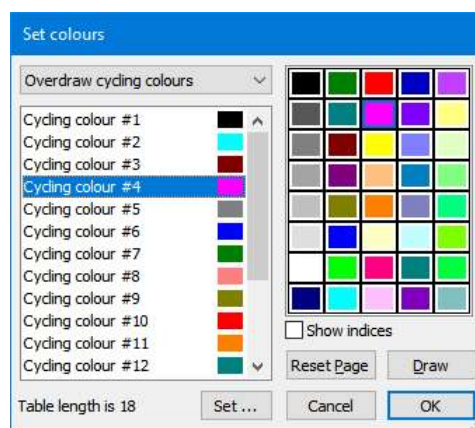 Set colours
Overdraw cycling colours
Cycling colour #1
Cycling colour #2
Cycling colour #3
Cycling colour #4
Cycling colour #5
Cycling colour #6
Cycling colour #7
Cycling colour #8
Cycling colour #9
Cycling colour #10
Cycling colour #11
Cycling colour #12
Show indices
Reset Page
Draw
Table length is 18
Set ...
Cancel
OK